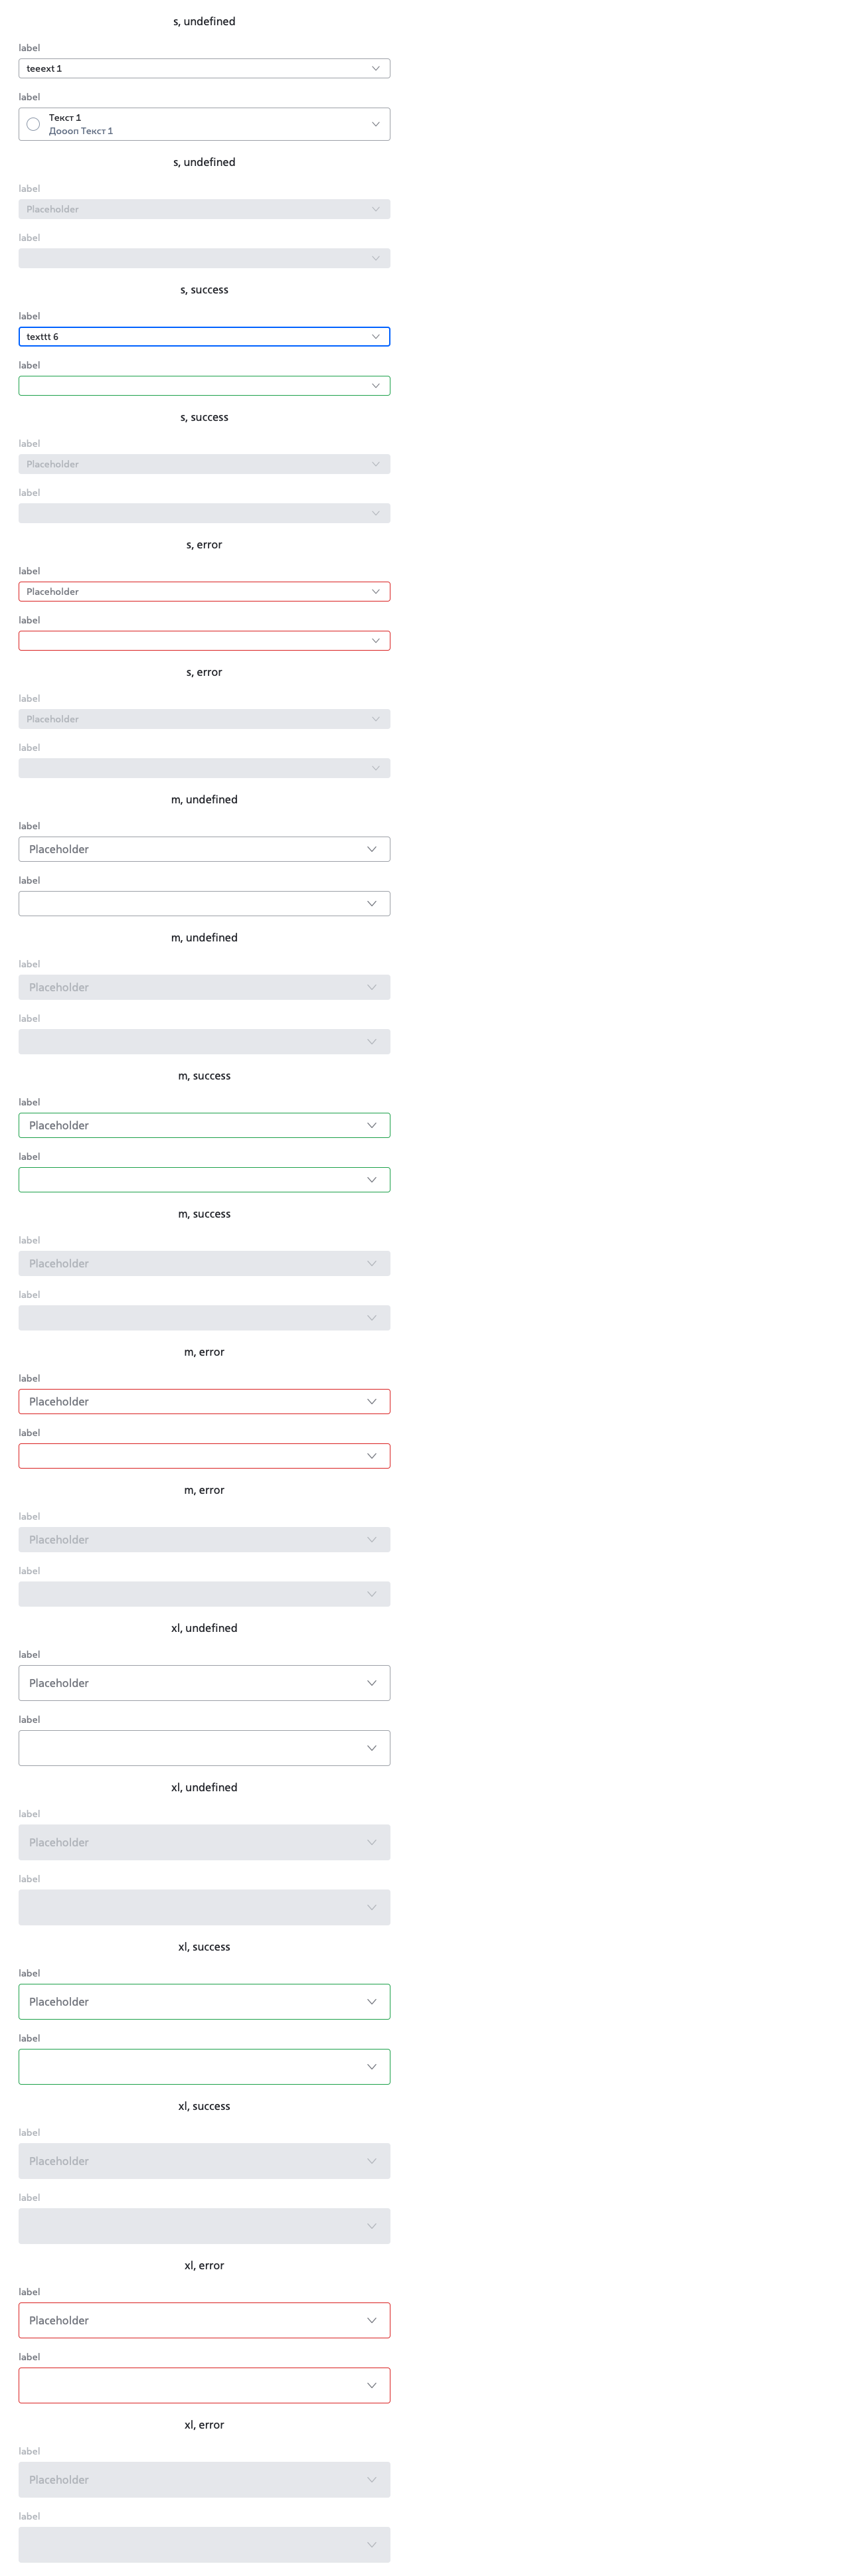 s, undefined
label
teeext 1
label
Текст 1
Доооп Текст 1
s, undefined
label
Placeholder
label
s, success
label
texttt 6
label
s, success
label
Placeholder
label
s, error
label
Placeholder
label
s, error
label
Placeholder
label
m, undefined
label
Placeholder
label
m, undefined
label
Placeholder
label
m, success
label
Placeholder
label
m, success
label
Placeholder
label
m, error
label
Placeholder
label
m, error
label
Placeholder
label
xl, undefined
label
Placeholder
label
xl, undefined
label
Placeholder
label
xl, success
label
Placeholder
label
xl, success
label
Placeholder
label
xl, error
label
Placeholder
label
xl, error
label
Placeholder
label